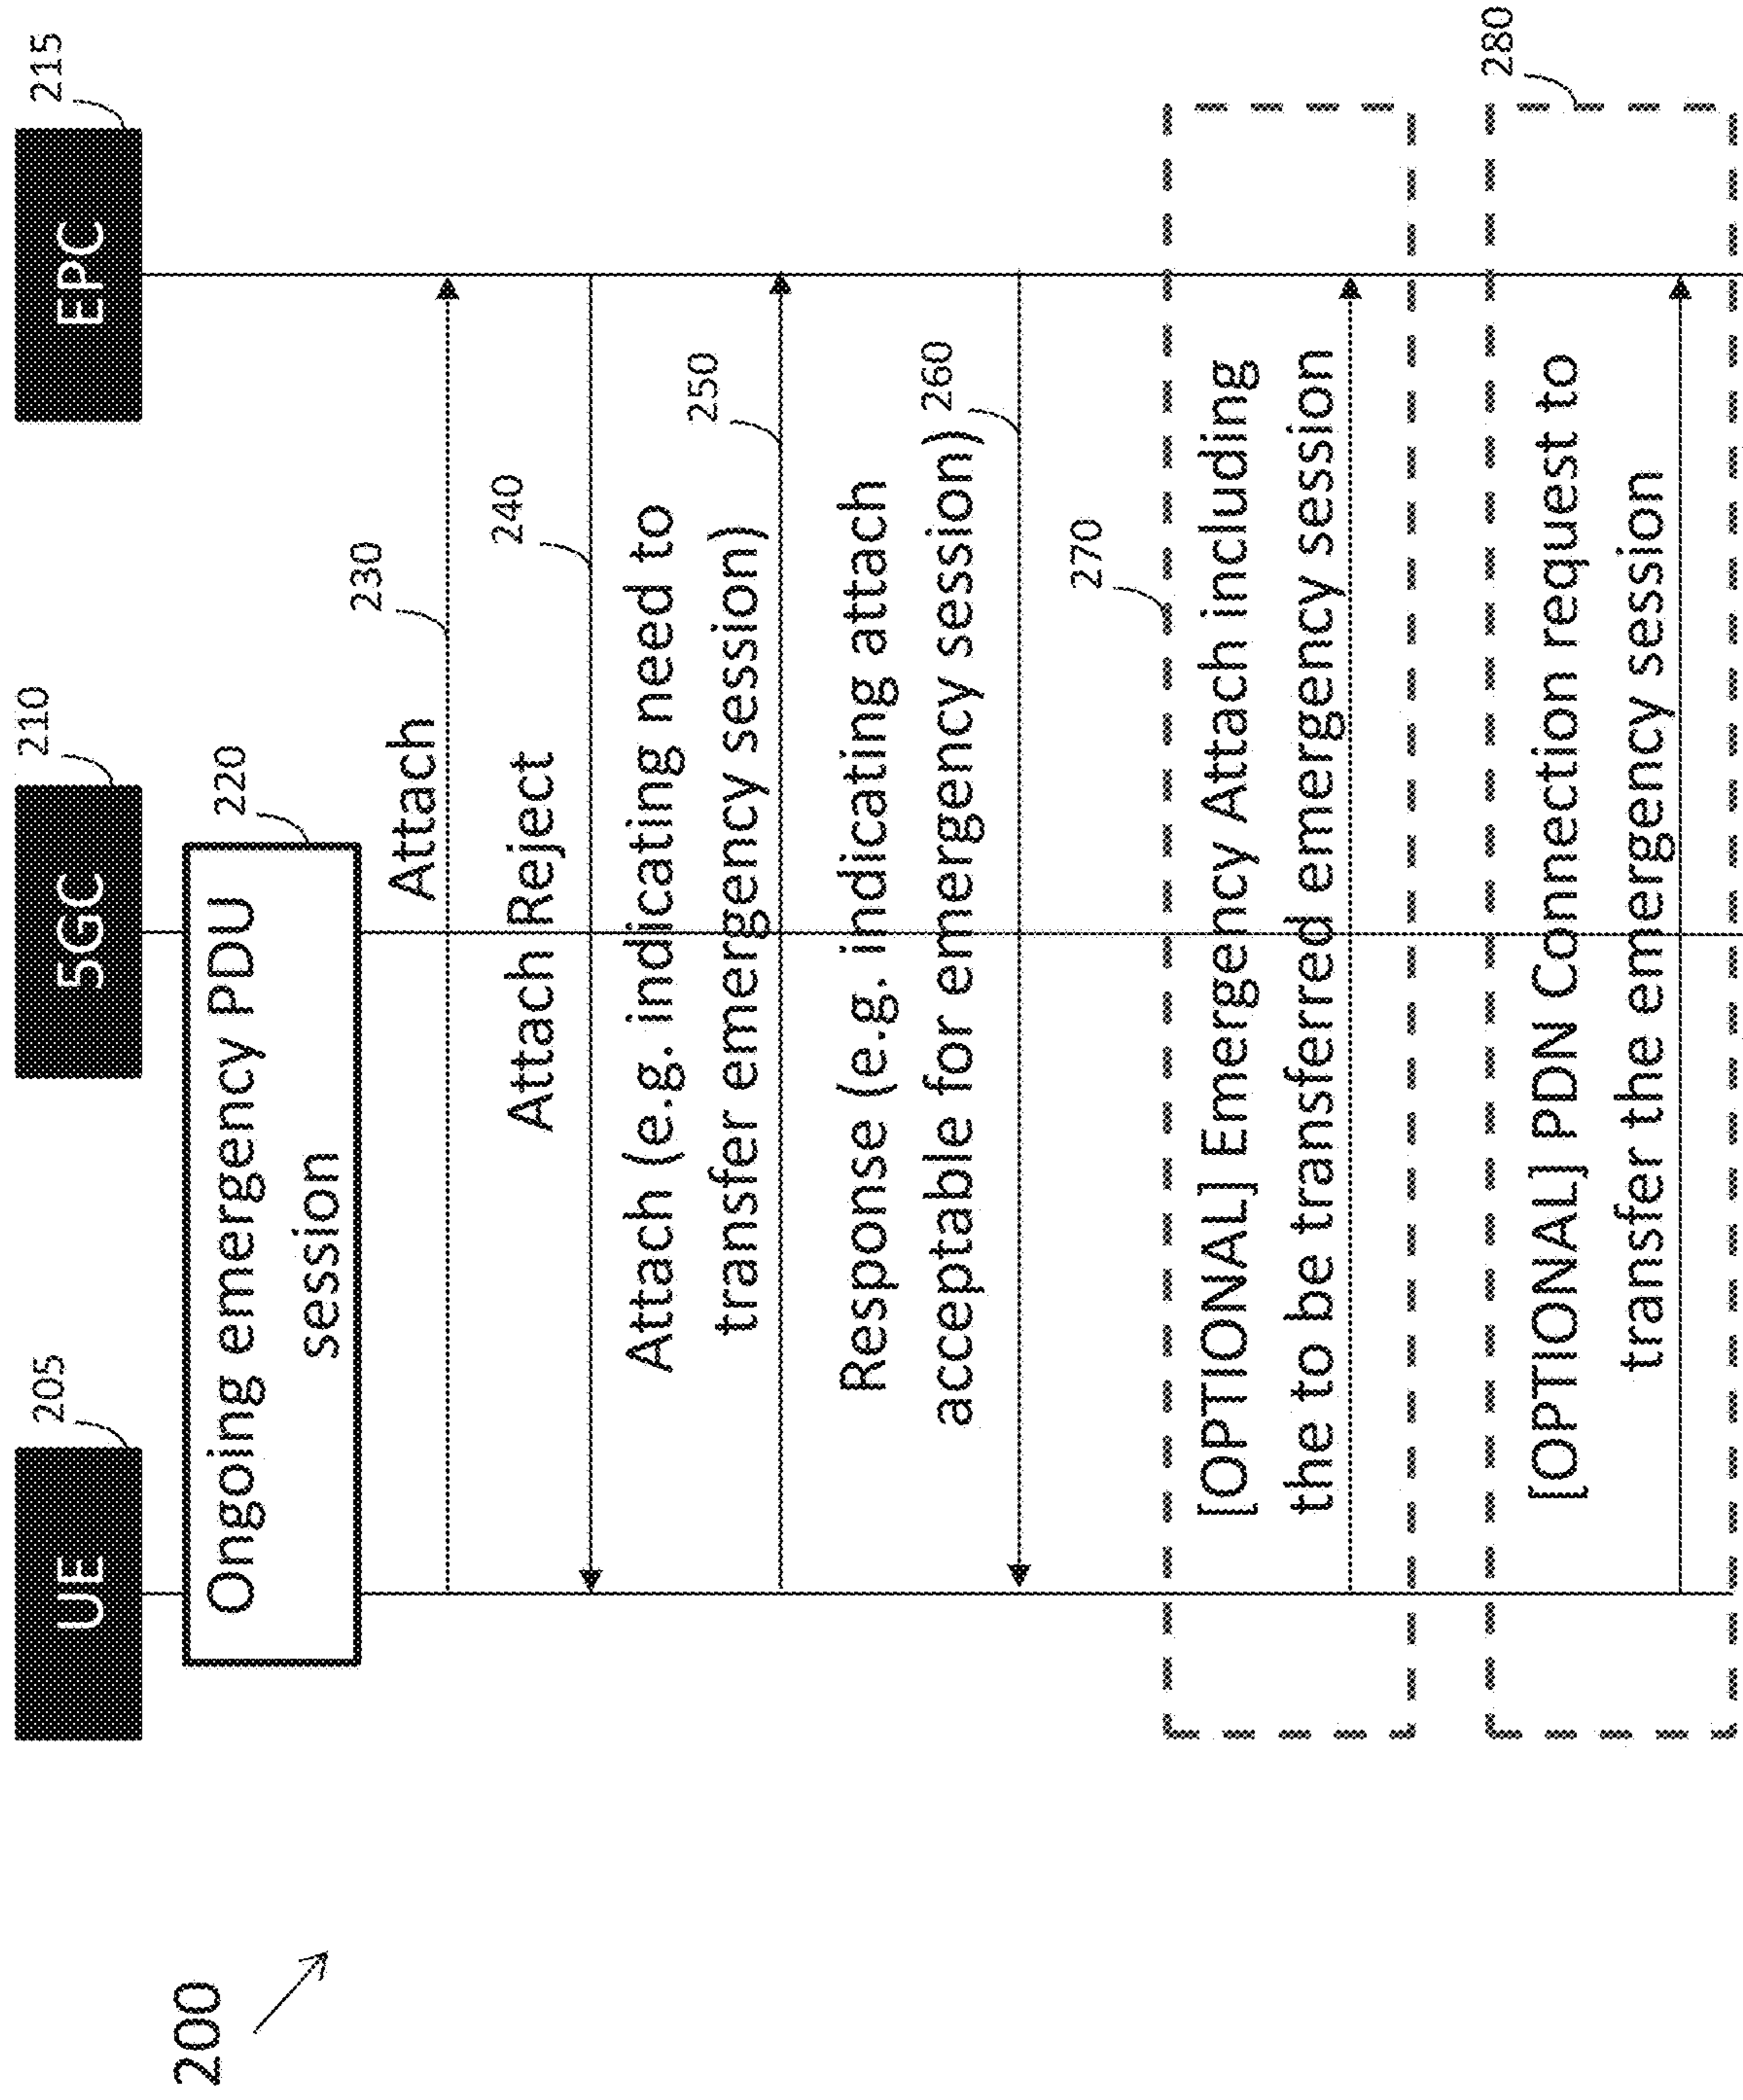 200
UE
205
5GC
210
EPC
215
Ongoing emergency PDU
session
220
Attach
230
Attach Reject
240
Attach (e.g. indicating need to
transfer emergency session)
250
Response (e.g. indicating attach
acceptable for emergency session)
260
270
[OPTIONAL] Emergency Attach including
the to be transferred emergency session
280
[OPTIONAL] PDN Connection request to
transfer the emergency session